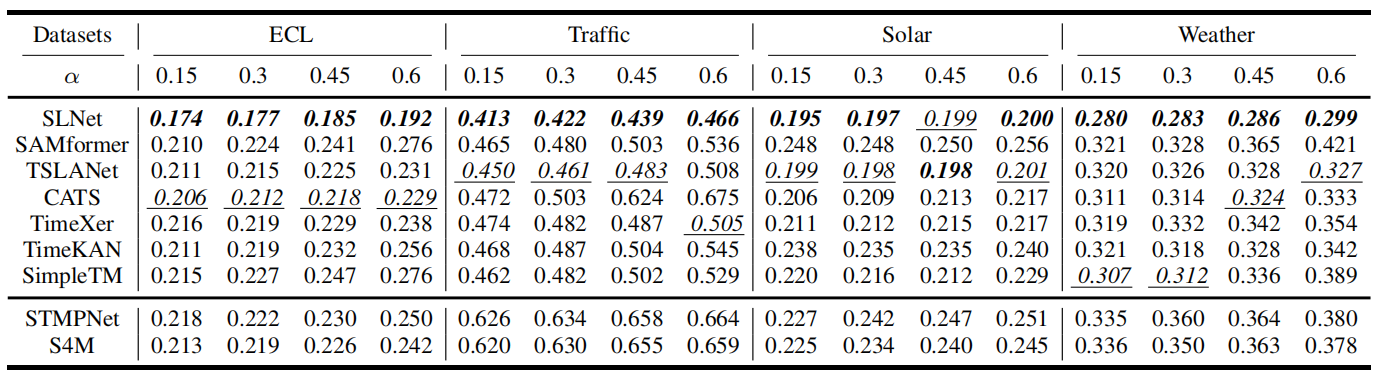 Datasets ECL Traffic Solar Weather
α 0.15 0.3 0.45 0.6 0.15 0.3 0.45 0.6 0.15 0.3 0.45 0.6 0.15 0.3 0.45 0.6
SLNet 0.174 0.177 0.185 0.192 0.413 0.422 0.439 0.466 0.195 0.197 0.199 0.200 0.280 0.283 0.286 0.299
SAMformer 0.210 0.224 0.241 0.276 0.465 0.480 0.503 0.536 0.248 0.248 0.250 0.256 0.321 0.328 0.365 0.421
TSLANet 0.211 0.215 0.225 0.231 0.450 0.461 0.483 0.508 0.199 0.198 0.198 0.201 0.320 0.326 0.328 0.327
CATS 0.206 0.212 0.218 0.229 0.472 0.503 0.624 0.675 0.206 0.209 0.213 0.217 0.311 0.314 0.324 0.333
TimeXer 0.216 0.219 0.229 0.238 0.474 0.482 0.487 0.505 0.211 0.212 0.215 0.217 0.319 0.332 0.342 0.354
TimeKAN 0.211 0.219 0.232 0.256 0.468 0.487 0.504 0.545 0.238 0.235 0.235 0.240 0.321 0.318 0.328 0.342
SimpleTM 0.215 0.227 0.247 0.276 0.462 0.482 0.502 0.529 0.220 0.216 0.212 0.229 0.307 0.312 0.336 0.389
STMPNet 0.218 0.222 0.230 0.250 0.626 0.634 0.658 0.664 0.227 0.242 0.247 0.251 0.335 0.360 0.364 0.380
S4M 0.213 0.219 0.226 0.242 0.620 0.630 0.655 0.659 0.225 0.234 0.240 0.245 0.336 0.350 0.363 0.378